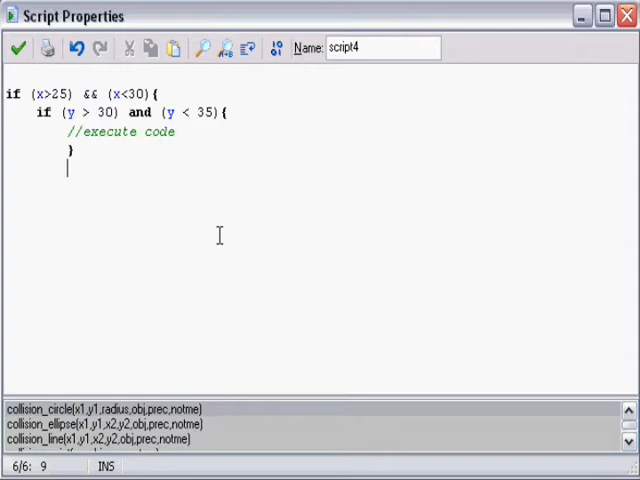 Script Properties
Name: script4
if (x>25) && (x<30){
if (y > 30) and (y < 35){
//execute code
}
collision_circle(x1,y1,radius,obj,prec,notme)
collision_ellipse(x1,y1,x2,y2,obj,prec,notme)
collision_line(x1,y1,x2,y2,obj,prec,notme)
6/6: 9 INS